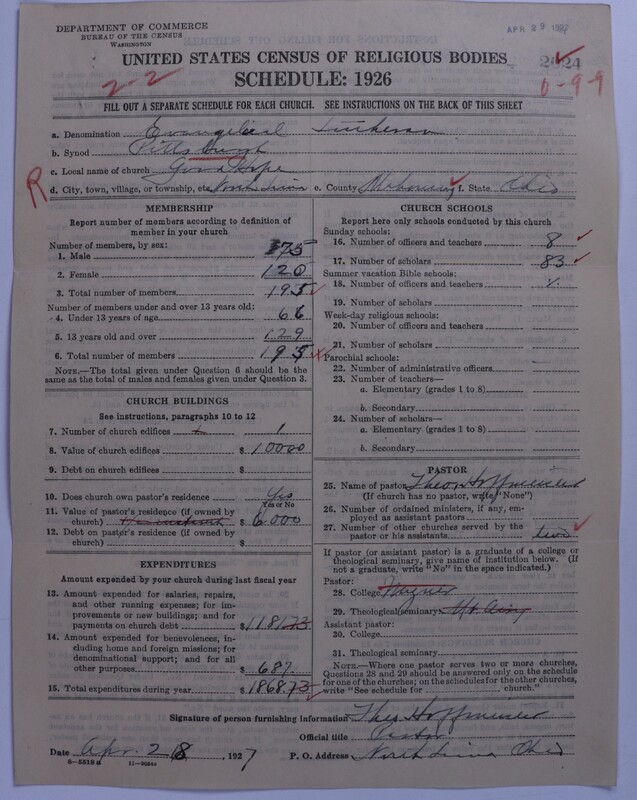 DEPARTMENT OF COMMERCE
BUREAU OF THE CENSUS
WASHINGTON
APR 29 1927
UNITED STATES CENSUS OF RELIGIOUS BODIES
SCHEDULE: 1926
2-2
0-9-9
FILL OUT A SEPARATE SCHEDULE FOR EACH CHURCH. SEE INSTRUCTIONS ON THE BACK OF THIS SHEET
a. Denomination Evangelical Lutheran
b. Synod Pittsburgh
c. Local name of church Good Hope
R
d. City, town, village, or township, etc North Lima e. County Mahoning f. State Ohio
MEMBERSHIP
Report number of members according to definition of
member in your church
Number of members, by sex:
1. Male 75
2. Female 120
3. Total number of members 195
Number of members under and over 13 years old:
4. Under 13 years of age 66
5. 13 years old and over 129
6. Total number of members 195
NOTE.—The total given under Question 6 should be
same as the total of males and females given under Question 3.
CHURCH BUILDINGS
See instructions, paragraphs 10 to 12
7. Number of church edifices 1
8. Value of church edifices $ 10000
9. Debt on church edifices $
10. Does church own pastor's residence Yes
Yes or No
11. Value of pastor's residence (if owned by
church) $ 6000
12. Debt on pastor's residence (if owned by
church) $
EXPENDITURES
Amount expended by your church during last fiscal year
13. Amount expended for salaries, repairs,
and other running expenses; for im-
provements or new buildings; and for
payments on church debt $ 1181.73
14. Amount expended for benevolences, in-
cluding home and foreign missions; for
denominational support; and for all
other purposes $ 687.
15. Total expenditures during year $ 1868.73
CHURCH SCHOOLS
Report here only schools conducted by this church
Sunday schools:
16. Number of officers and teachers 8
17. Number of scholars 83
Summer vacation Bible schools:
18. Number of officers and teachers
19. Number of scholars
Week-day religious schools:
20. Number of officers and teachers
21. Number of scholars
Parochial schools:
22. Number of administrative officers
23. Number of teachers—
a. Elementary (grades 1 to 8)
b. Secondary
24. Number of scholars—
a. Elementary (grades 1 to 8)
b. Secondary
PASTOR
25. Name of pastor Theo Hoffmeister
(If church has no pastor, write "None")
26. Number of ordained ministers, if any, em-
ployed as assistant pastors
27. Number of other churches served by the
pastor or his assistants two
If pastor (or assistant pastor) is a graduate of a college or
theological seminary, give name of institution below. (If
not a graduate, write "No" in the space indicated.)
Pastor:
28. College Wagner
29. Theological seminary Mt. Airy
Assistant pastor:
30. College
31. Theological seminary
NOTE.—Where one pastor serves two or more churches,
Questions 28 and 29 should be answered only on the schedule
for one of the churches; on the schedules for the other churches,
write "See schedule for church."
Signature of person furnishing information Theo Hoffmeister
Official title Pastor
Date Apr. 28, 1927 P. O. Address North Lima Ohio